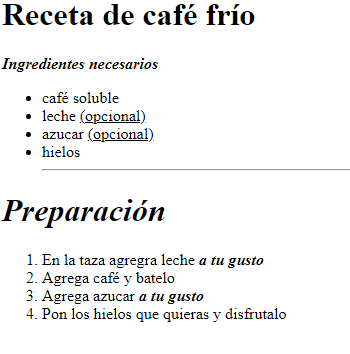 Receta de café frío
Ingredientes necesarios
• café soluble
• leche (opcional)
• azucar (opcional)
• hielos
Preparación
1. En la taza agregra leche a tu gusto
2. Agrega café y batelo
3. Agrega azucar a tu gusto
4. Pon los hielos que quieras y disfrutalo